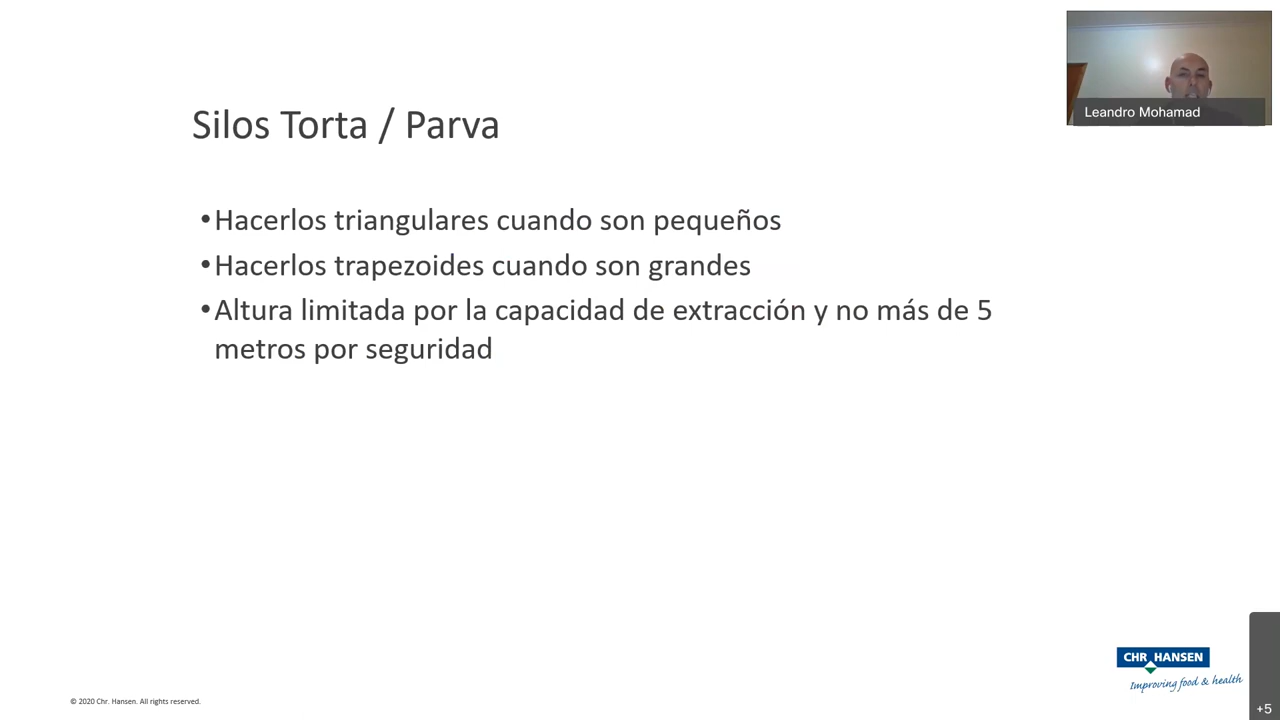 Leandro Mohamad
Silos Torta / Parva
•Hacerlos triangulares cuando son pequeños
•Hacerlos trapezoides cuando son grandes
•Altura limitada por la capacidad de extracción y no más de 5
metros por seguridad
CHR HANSEN
Improving food & health
© 2020 Chr. Hansen. All rights reserved.
+5